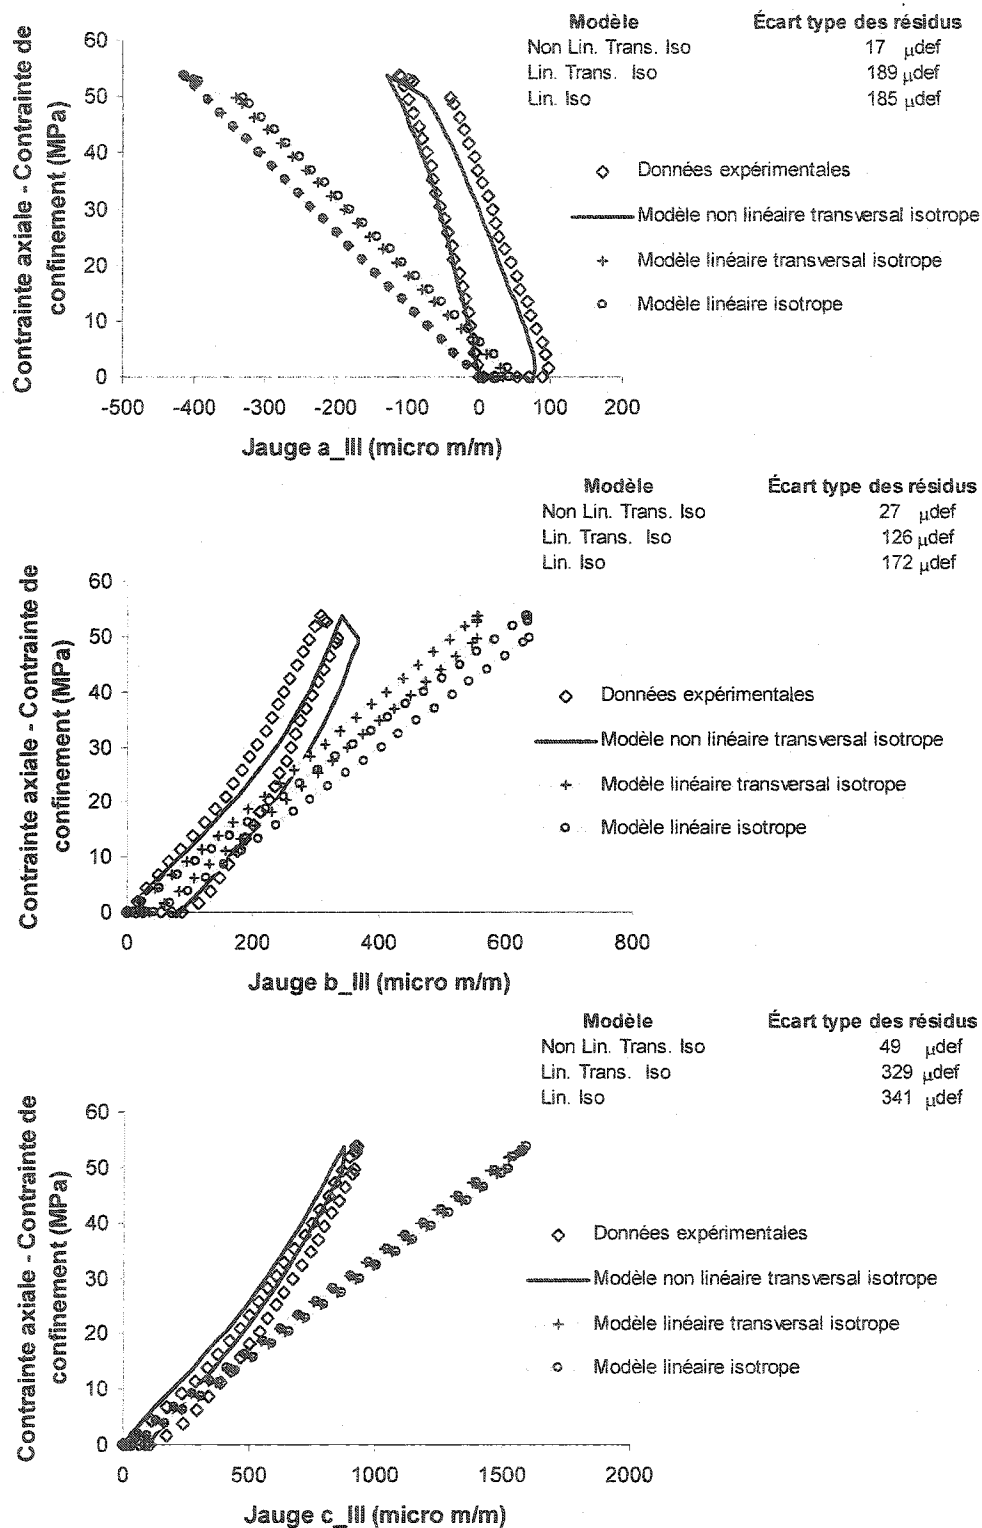 Modèle Écart type des résidus
Non Lin. Trans. Iso 17 μdef
Lin. Trans. Iso 189 μdef
Lin. Iso 185 μdef
Contrainte axiale - Contrainte de
confinement (MPa)
60
50
40
30
20
10
0
-500 -400 -300 -200 -100 0 100 200
Jauge a_III (micro m/m)
Données expérimentales
Modèle non linéaire transversal isotrope
Modèle linéaire transversal isotrope
Modèle linéaire isotrope
Modèle Écart type des résidus
Non Lin. Trans. Iso 27 μdef
Lin. Trans. Iso 126 μdef
Lin. Iso 172 μdef
Contrainte axiale - Contrainte de
confinement (MPa)
60
50
40
30
20
10
0
0 200 400 600 800
Jauge b_III (micro m/m)
Données expérimentales
Modèle non linéaire transversal isotrope
Modèle linéaire transversal isotrope
Modèle linéaire isotrope
Modèle Écart type des résidus
Non Lin. Trans. Iso 49 μdef
Lin. Trans. Iso 329 μdef
Lin. Iso 341 μdef
Contrainte axiale - Contrainte de
confinement (MPa)
60
50
40
30
20
10
0
0 500 1000 1500 2000
Jauge c_III (micro m/m)
Données expérimentales
Modèle non linéaire transversal isotrope
Modèle linéaire transversal isotrope
Modèle linéaire isotrope